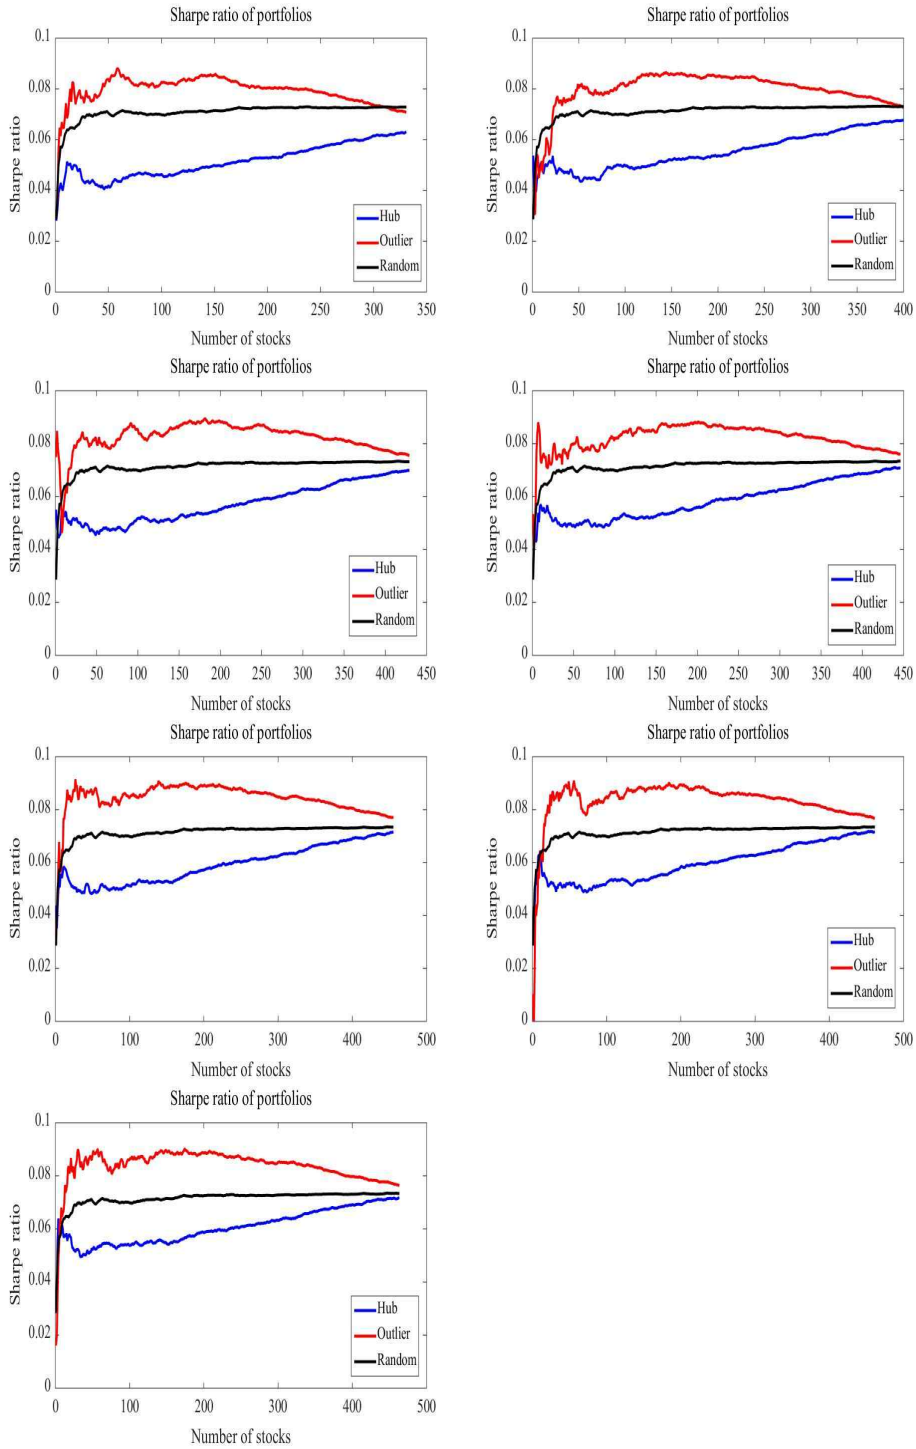 Sharpe ratio of portfolios
Sharpe ratio
0.1
0.08
0.06
0.04
0.02
0
Hub
Outlier
Random
0 50 100 150 200 250 300 350
Number of stocks
Sharpe ratio of portfolios
Sharpe ratio
0.1
0.08
0.06
0.04
0.02
0
Hub
Outlier
Random
0 50 100 150 200 250 300 350 400
Number of stocks
Sharpe ratio of portfolios
Sharpe ratio
0.1
0.08
0.06
0.04
0.02
0
Hub
Outlier
Random
0 50 100 150 200 250 300 350 400 450
Number of stocks
Sharpe ratio of portfolios
Sharpe ratio
0.1
0.08
0.06
0.04
0.02
0
Hub
Outlier
Random
0 50 100 150 200 250 300 350 400 450
Number of stocks
Sharpe ratio of portfolios
Sharpe ratio
0.1
0.08
0.06
0.04
0.02
0
0 100 200 300 400 500
Number of stocks
Sharpe ratio of portfolios
Sharpe ratio
0.1
0.08
0.06
0.04
0.02
0
Hub
Outlier
Random
0 100 200 300 400 500
Number of stocks
Sharpe ratio of portfolios
Sharpe ratio
0.1
0.08
0.06
0.04
0.02
0
Hub
Outlier
Random
0 100 200 300 400 500
Number of stocks